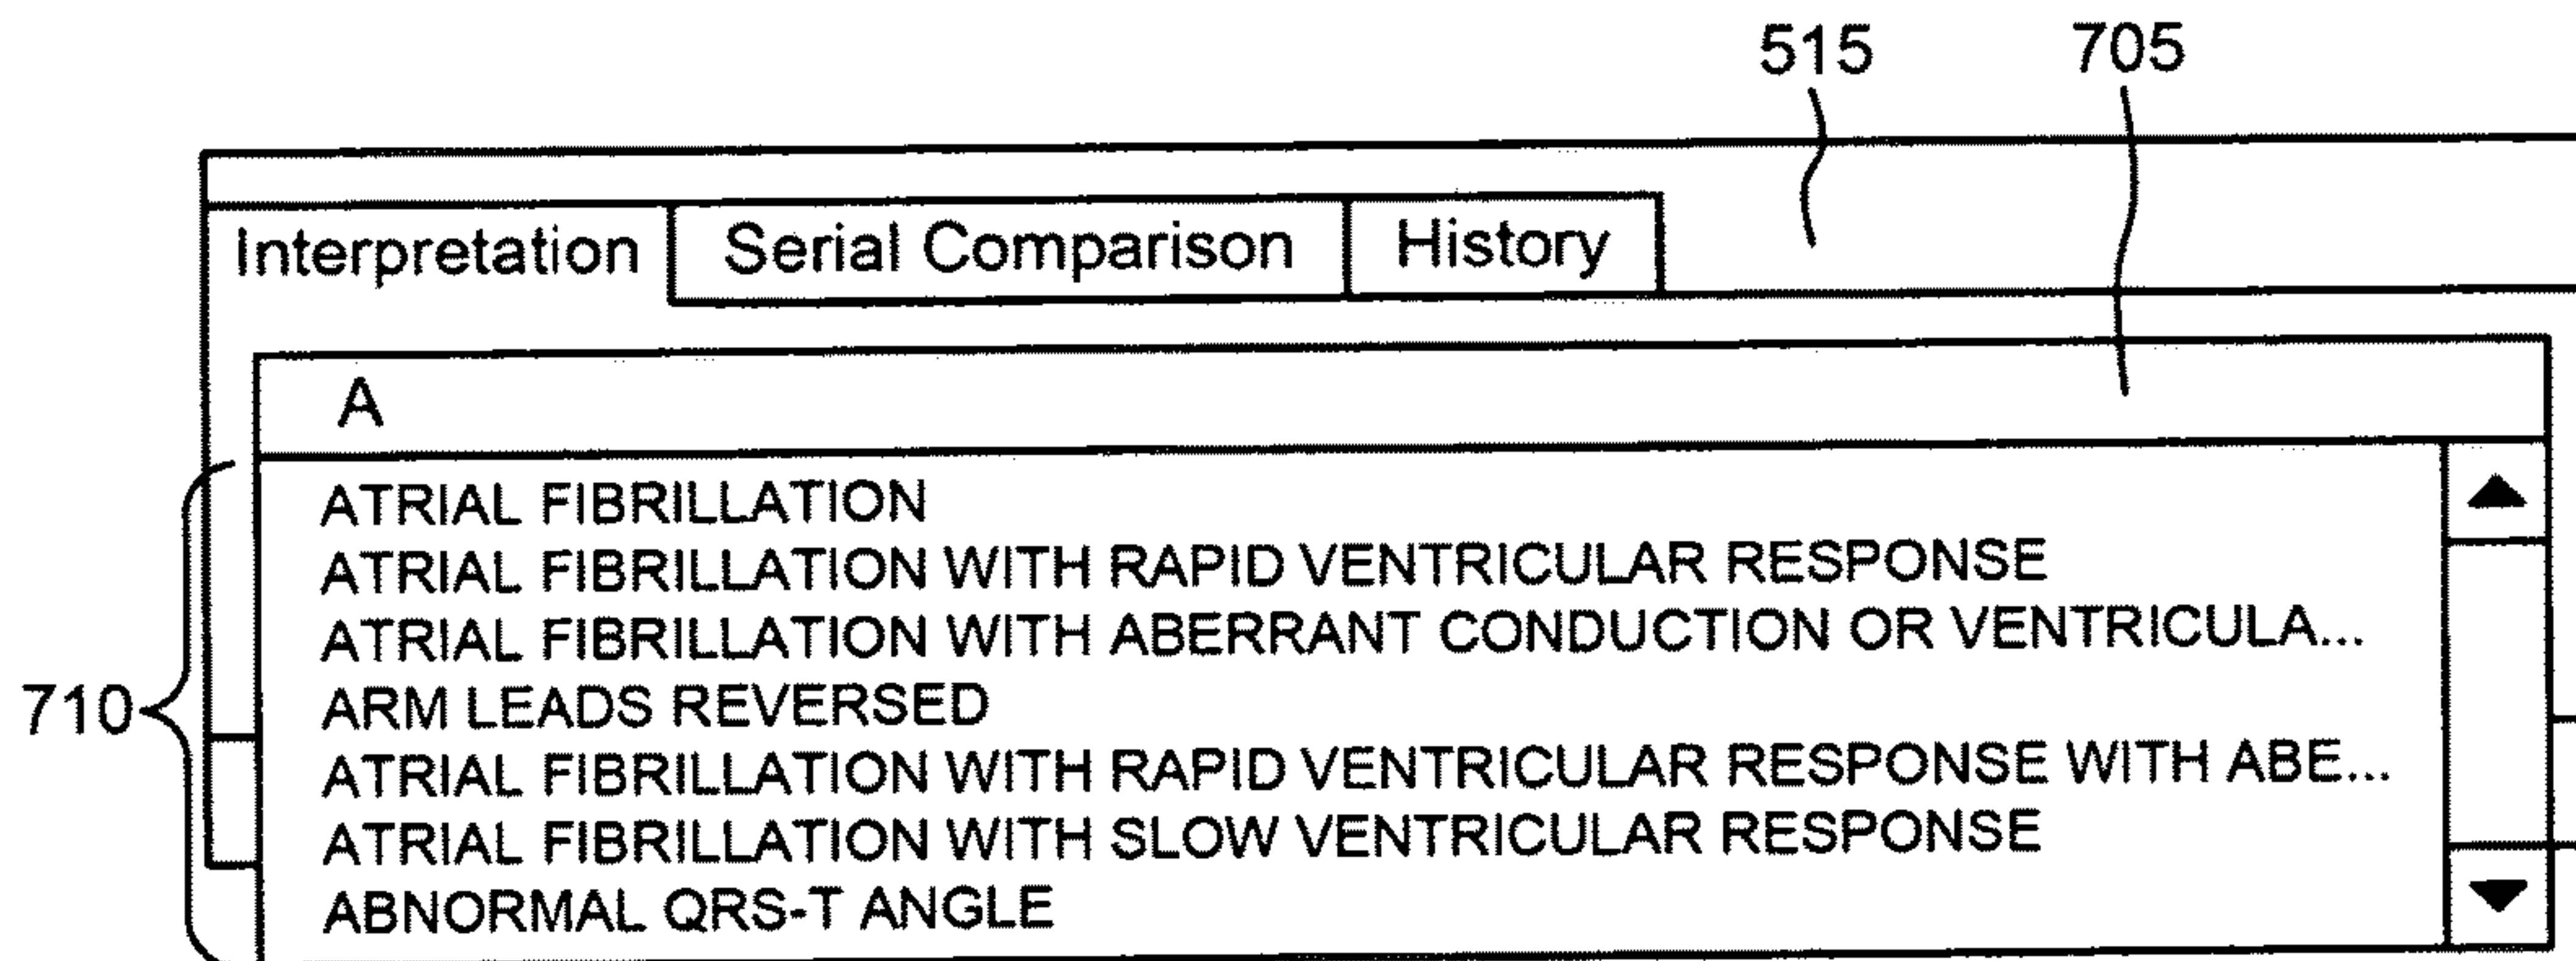 515 705
Interpretation Serial Comparison History
A
ATRIAL FIBRILLATION
ATRIAL FIBRILLATION WITH RAPID VENTRICULAR RESPONSE
ATRIAL FIBRILLATION WITH ABERRANT CONDUCTION OR VENTRICULA...
710 ARM LEADS REVERSED
ATRIAL FIBRILLATION WITH RAPID VENTRICULAR RESPONSE WITH ABE...
ATRIAL FIBRILLATION WITH SLOW VENTRICULAR RESPONSE
ABNORMAL QRS-T ANGLE